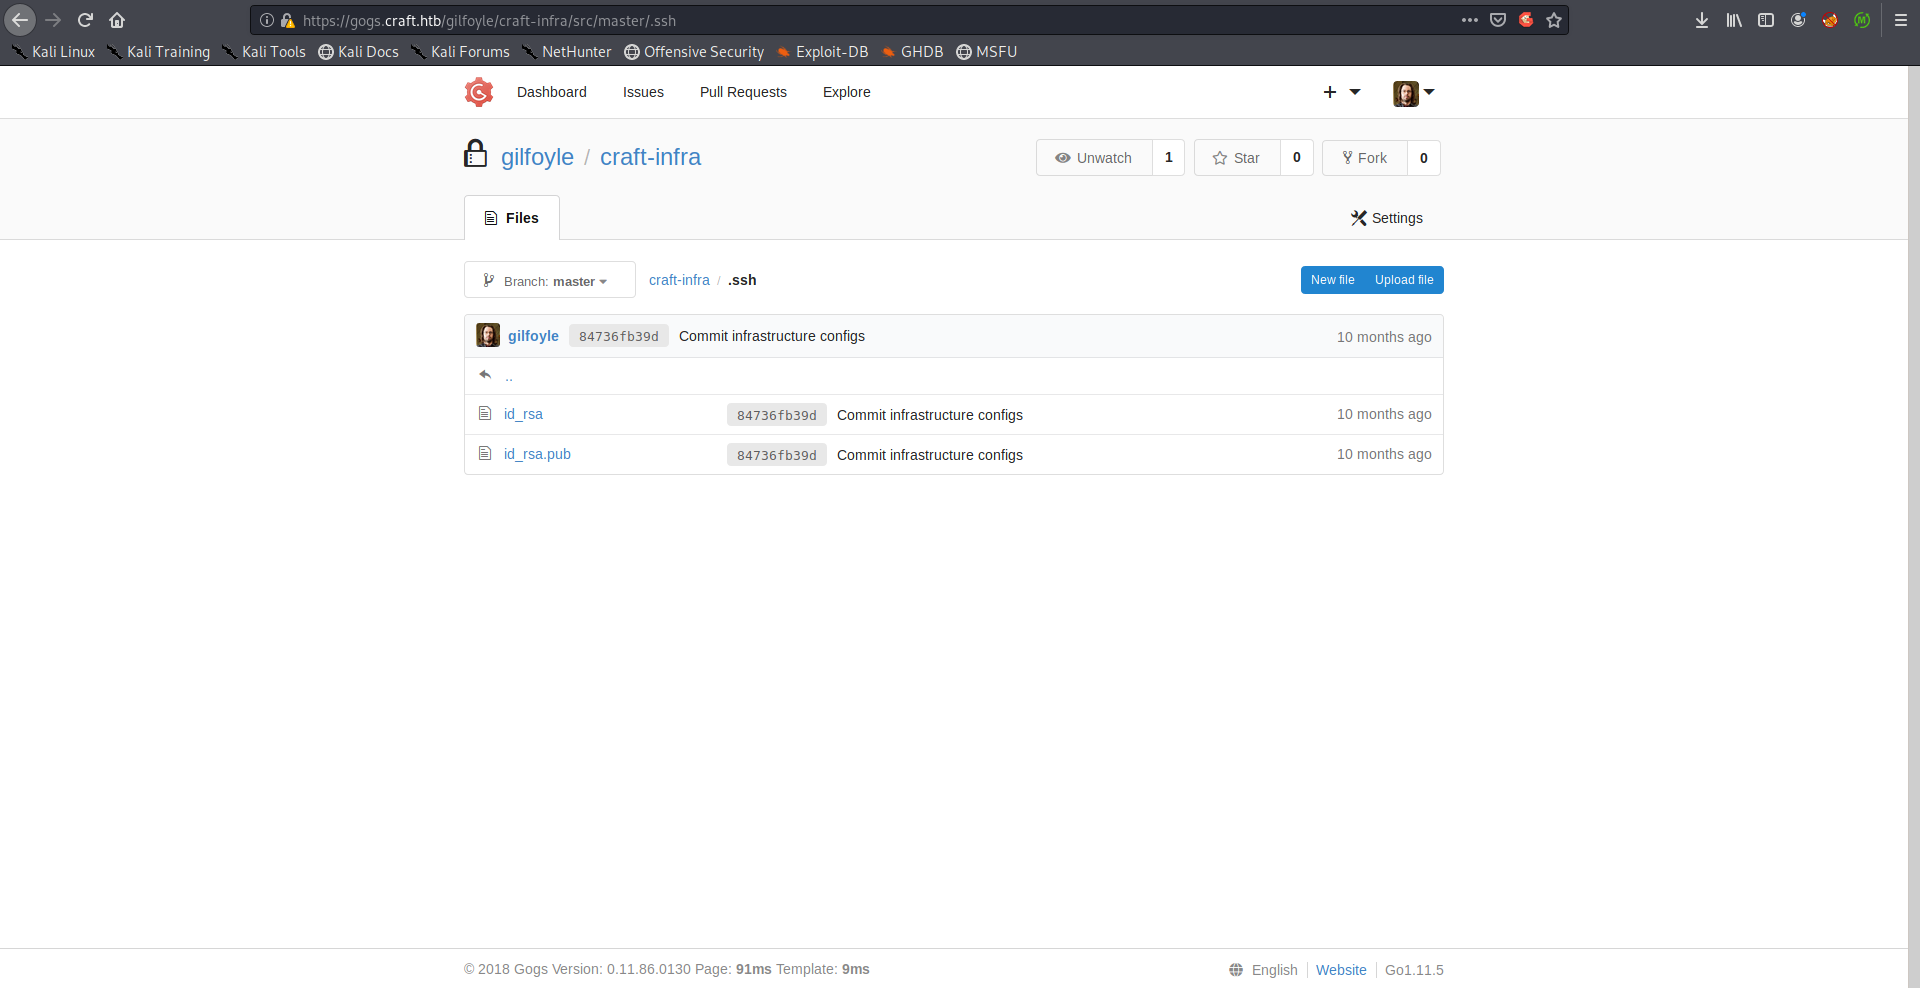 https://gogs.craft.htb/gilfoyle/craft-infra/src/master/.ssh
Kali Linux Kali Training Kali Tools Kali Docs Kali Forums NetHunter Offensive Security Exploit-DB GHDB MSFU
Dashboard Issues Pull Requests Explore
gilfoyle / craft-infra
Unwatch 1 Star 0 Fork 0
Files Settings
Branch: master craft-infra / .ssh New file Upload file
gilfoyle 84736fb39d Commit infrastructure configs 10 months ago
..
id_rsa 84736fb39d Commit infrastructure configs 10 months ago
id_rsa.pub 84736fb39d Commit infrastructure configs 10 months ago
© 2018 Gogs Version: 0.11.86.0130 Page: 91ms Template: 9ms English Website Go1.11.5